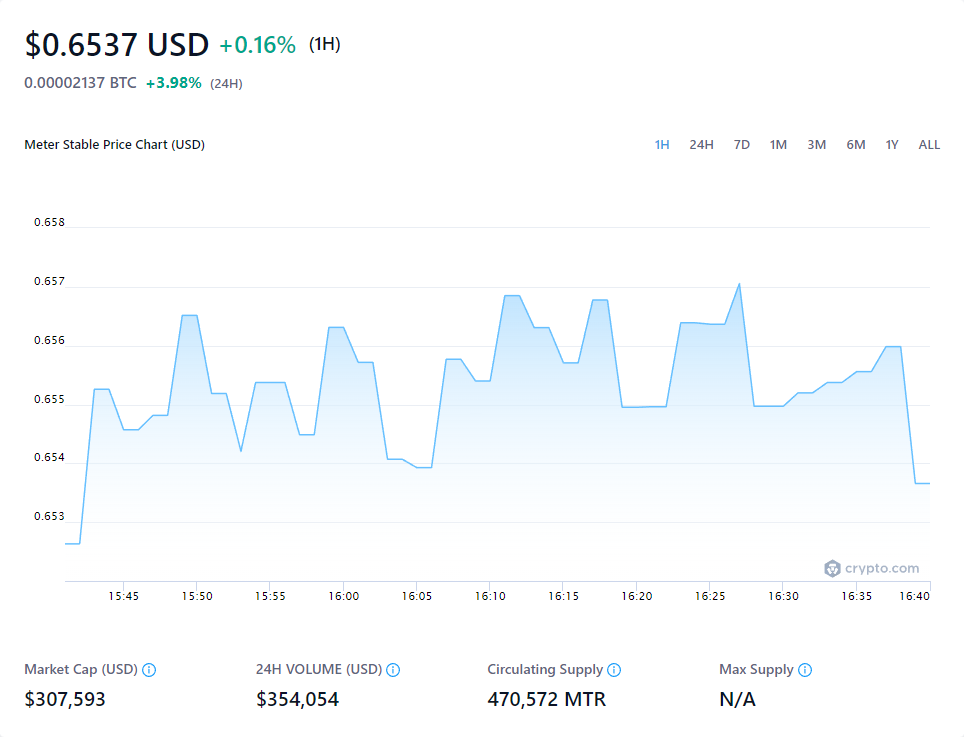 $0.6537 USD +0.16% (1H)
0.00002137 BTC +3.98% (24H)
Meter Stable Price Chart (USD) 1H 24H 7D 1M 3M 6M 1Y ALL
0.658
0.657
0.656
0.655
0.654
0.653
crypto.com
15:45 15:50 15:55 16:00 16:05 16:10 16:15 16:20 16:25 16:30 16:35 16:40
Market Cap (USD) 24H VOLUME (USD) Circulating Supply Max Supply
$307,593 $354,054 470,572 MTR N/A